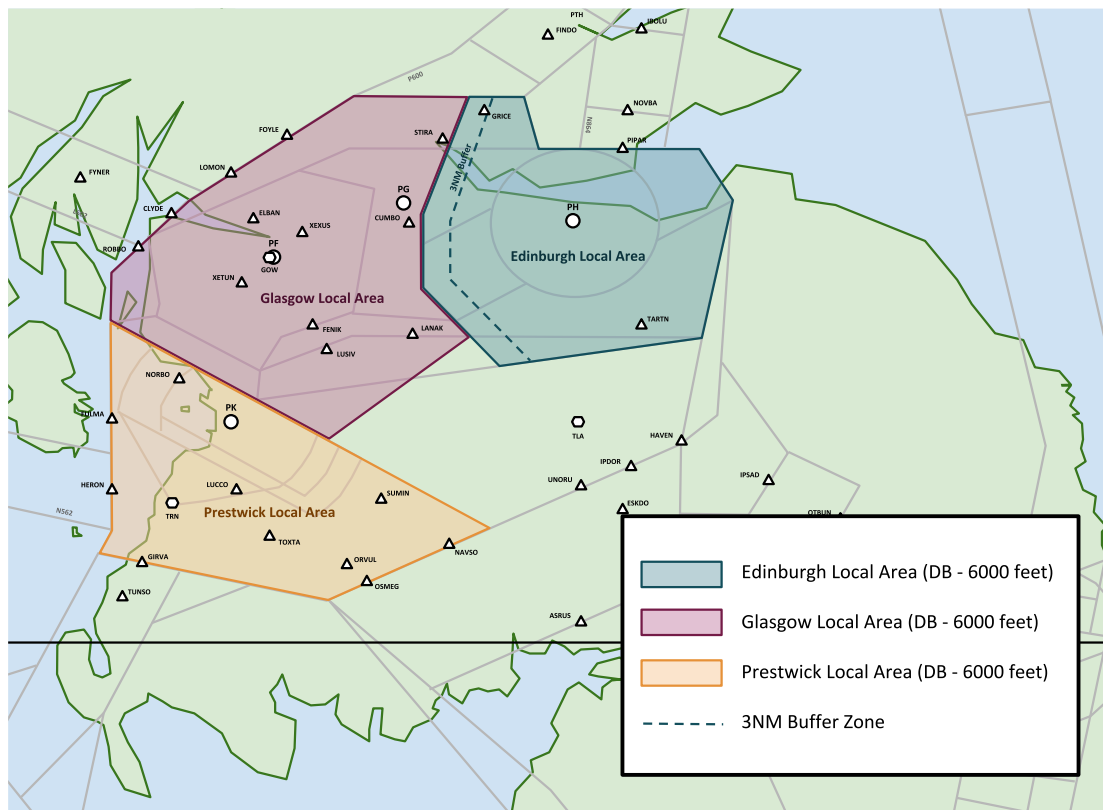 PTH
IBOLU
FINDO
P600
NOVBA
GRICE
N864
FOYLE
STIRA
PIPAR
3NM Buffer
LOMON
FYNER
PG
PH
CLYDE
ELBAN
CUMBO
XEXUS
ROBBO
PF
GOW
Edinburgh Local Area
XETUN
Glasgow Local Area
FENIK
LANAK
TARTN
LUSIV
NORBO
PK
TLA
HAVEN
IPDOR
IPSAD
HERON
LUCCO
UNORU
SUMIN
N562
TRN
Prestwick Local Area
ESKDO
OTBUN
TOXTA
NAVSO
GIRVA
ORVUL
OSMEG
TUNSO
ASRUS
Edinburgh Local Area (DB - 6000 feet)
Glasgow Local Area (DB - 6000 feet)
Prestwick Local Area (DB - 6000 feet)
3NM Buffer Zone